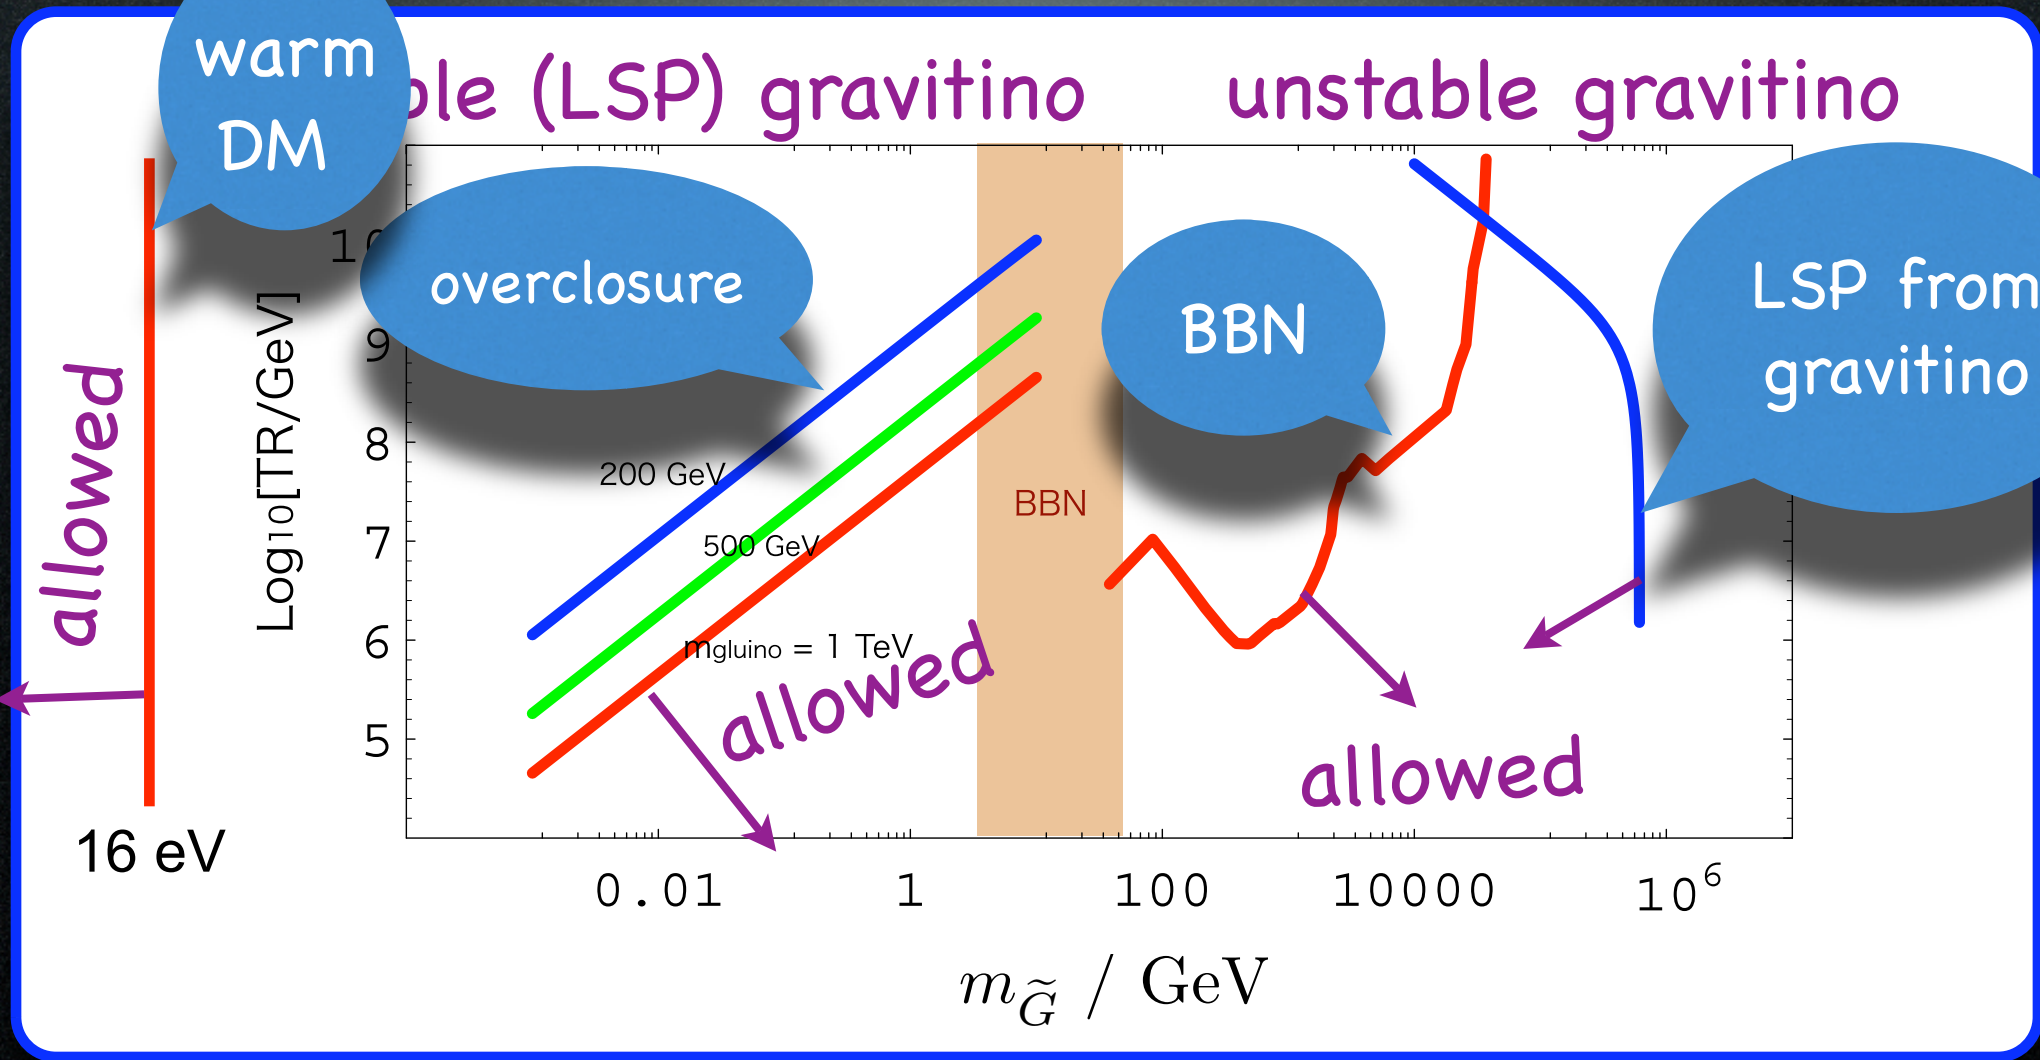 warm
DM
ble (LSP) gravitino
unstable gravitino
overclosure
BBN
LSP from
gravitino
allowed
16 eV
Log10[TR/GeV]
10
9
8
7
6
5
200 GeV
500 GeV
mgluino = 1 TeV
allowed
BBN
allowed
0.01
1
100
10000
10⁶
m_G̃ / GeV